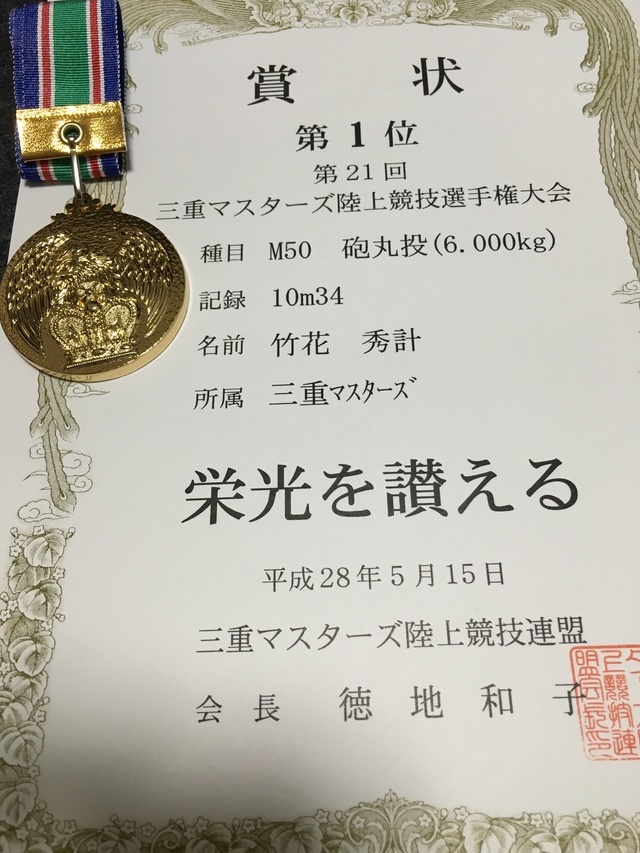 賞 状
第 1 位
第21回
三重マスターズ陸上競技選手権大会
種目 M50 砲丸投(6.000kg)
記録 10m34
名前 竹花 秀計
所属 三重ﾏｽﾀｰｽﾞ
栄光を讃える
平成28年5月15日
三重マスターズ陸上競技連盟
会 長 徳 地 和 子